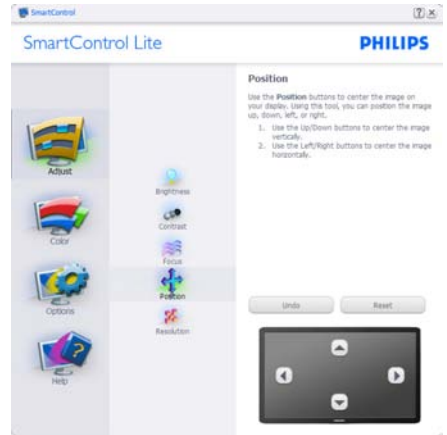 SmartControl
SmartControl Lite
PHILIPS
Adjust
Color
Options
Help
Brightness
Contrast
Focus
Position
Resolution
Position
Use the Position buttons to center the image on
your display. Using the tool, you can position the image
up, down, left, or right.
1. Use the Up/Down buttons to center the image
vertically.
2. Use the Left/Right buttons to center the image
horizontally.
Undo
Reset